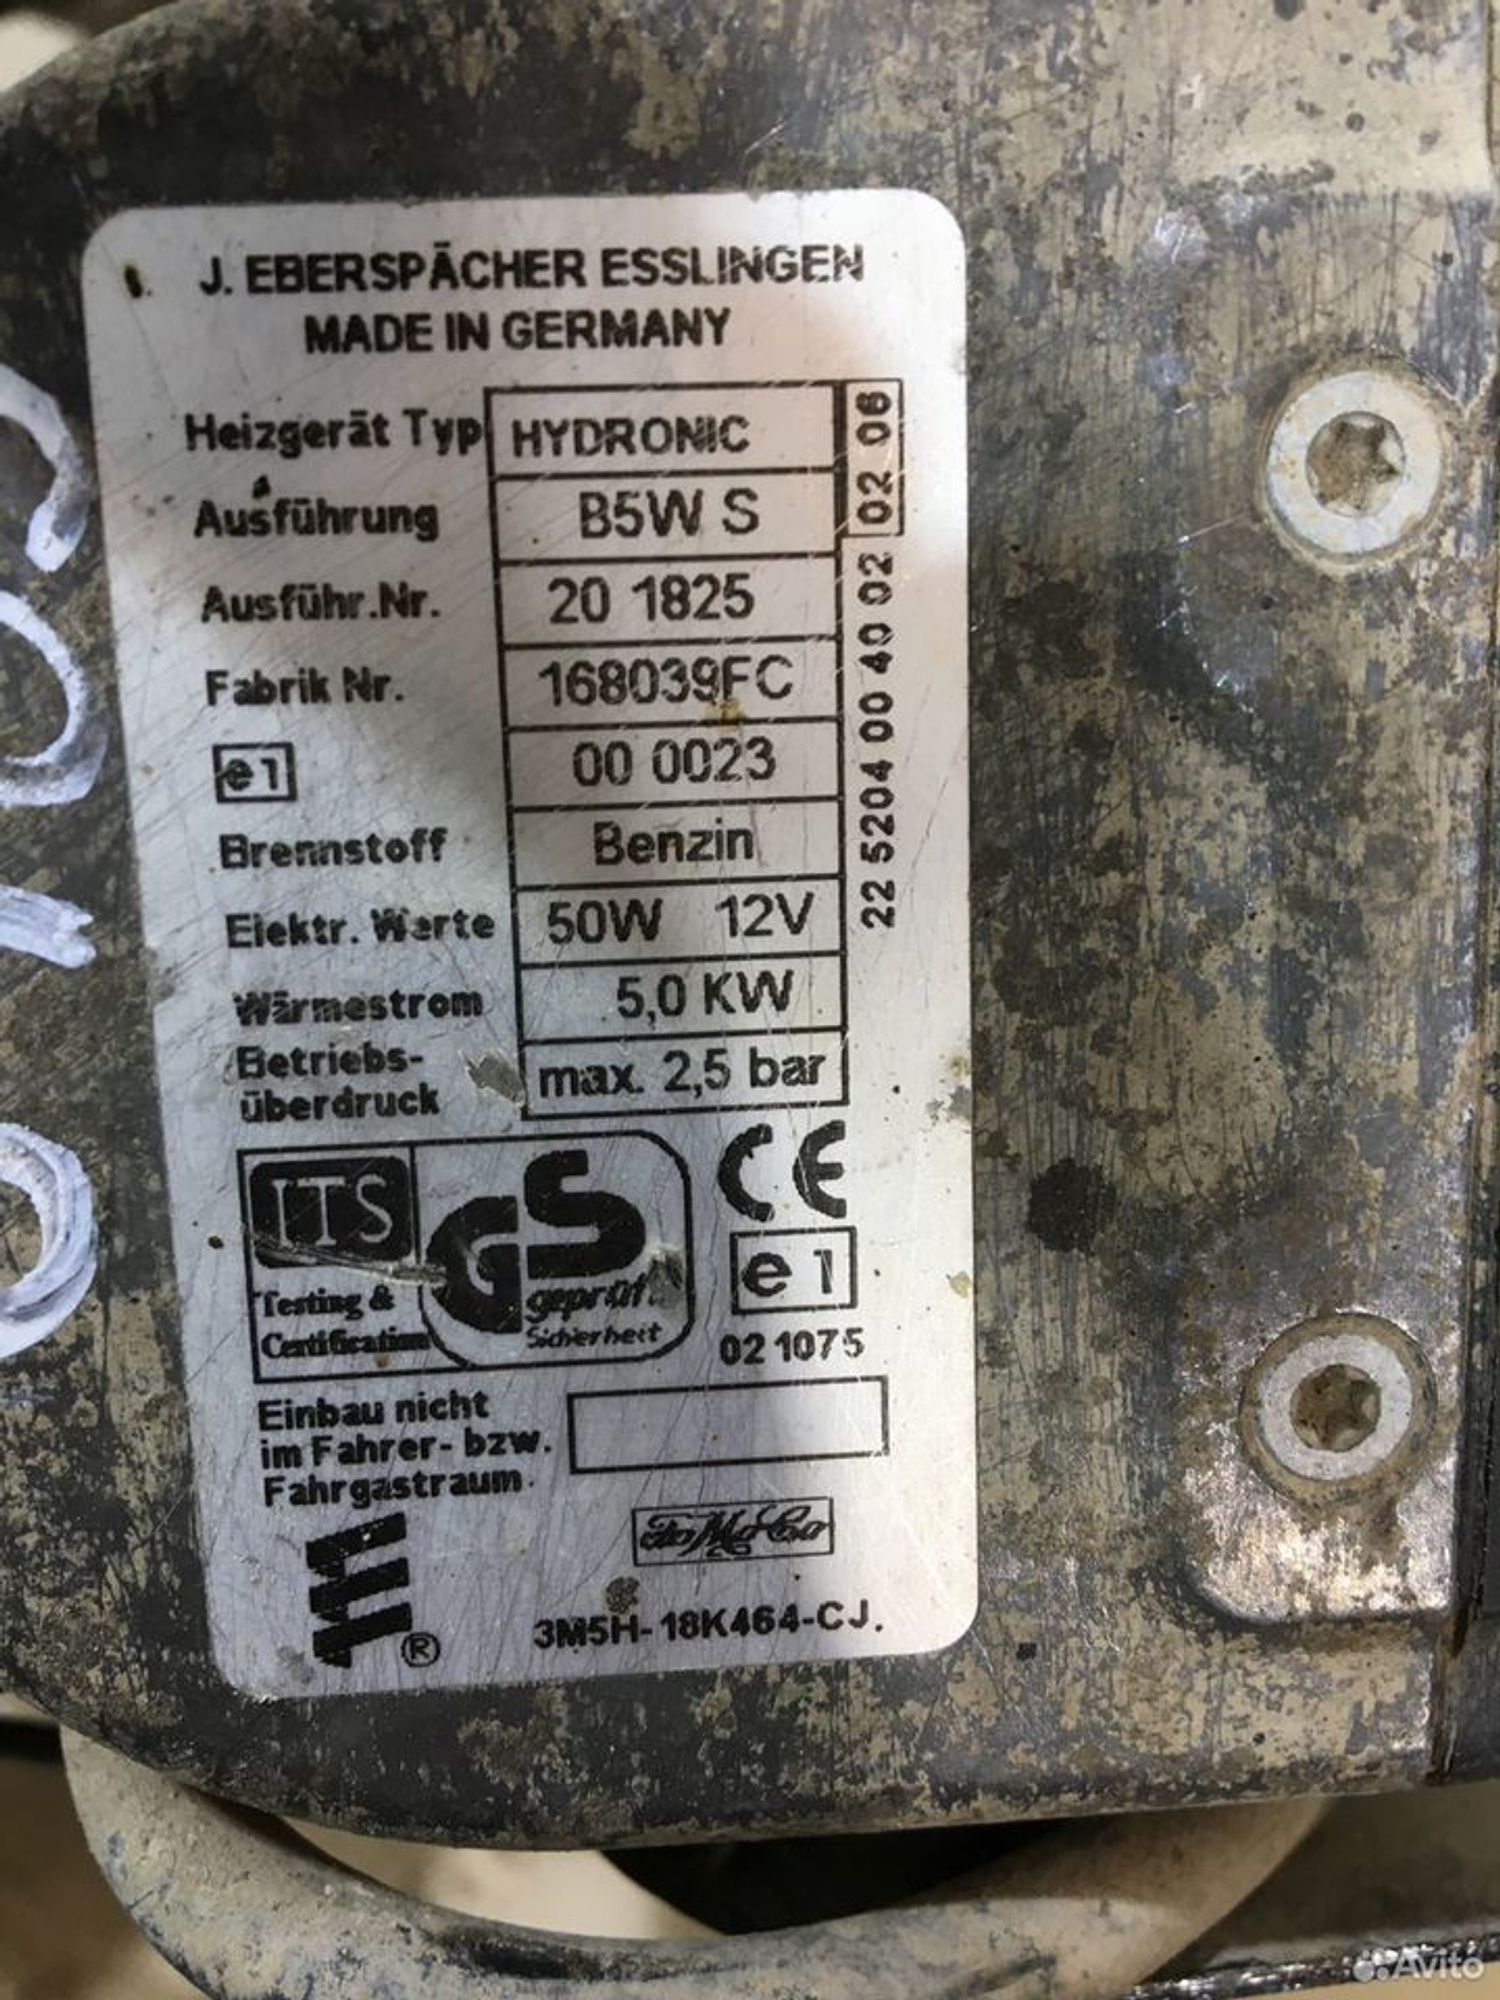 J. EBERSPÄCHER ESSLINGEN
MADE IN GERMANY
Heizgerät Typ HYDRONIC
Ausführung B5W S
Ausführ.Nr. 20 1825
Fabrik Nr. 168039FC
e1 00 0023
Brennstoff Benzin
Elektr. Werte 50W 12V
Wärmestrom 5,0 KW
Betriebs-
überdruck max. 2,5 bar
22 5204 00 40 02 02 06
ITS
Testing &
Certification
GS
geprüfte
Sicherheit
CE
e1
02 1075
Einbau nicht
im Fahrer- bzw.
Fahrgastraum.
FoMoCo
®
3M5H-18K464-CJ.
Avito